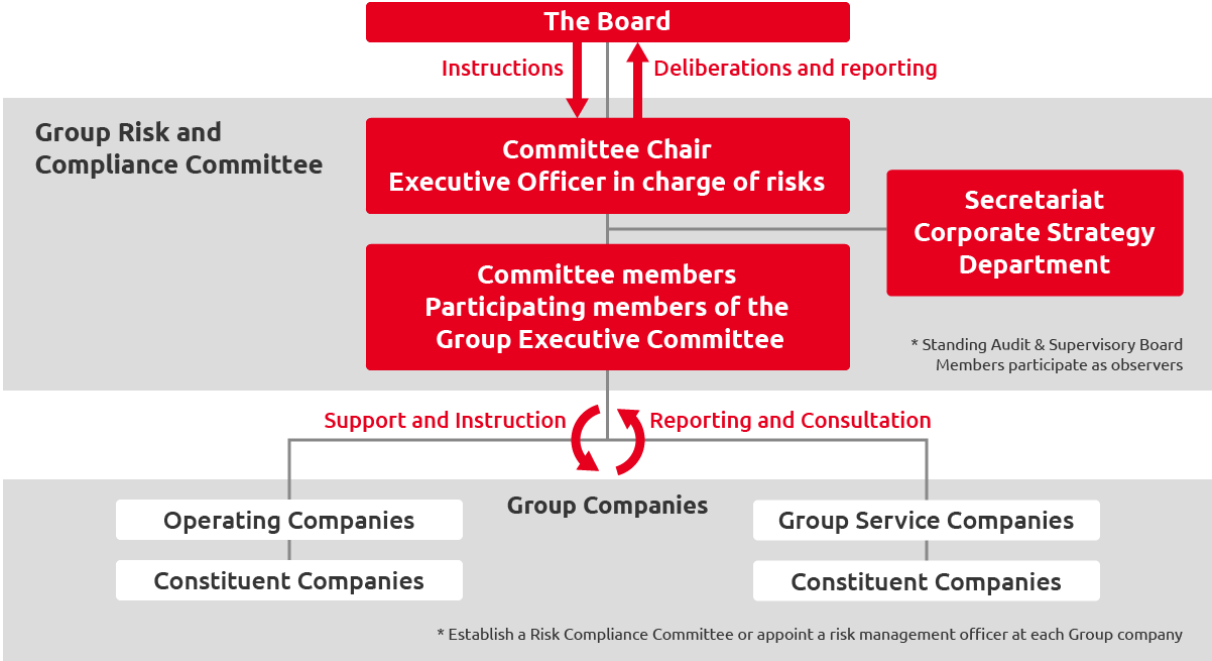 The Board
Instructions
Deliberations and reporting
Group Risk and
Compliance Committee
Committee Chair
Executive Officer in charge of risks
Secretariat
Corporate Strategy
Department
Committee members
Participating members of the
Group Executive Committee
* Standing Audit & Supervisory Board
Members participate as observers
Support and Instruction
Reporting and Consultation
Group Companies
Operating Companies
Group Service Companies
Constituent Companies
Constituent Companies
* Establish a Risk Compliance Committee or appoint a risk management officer at each Group company